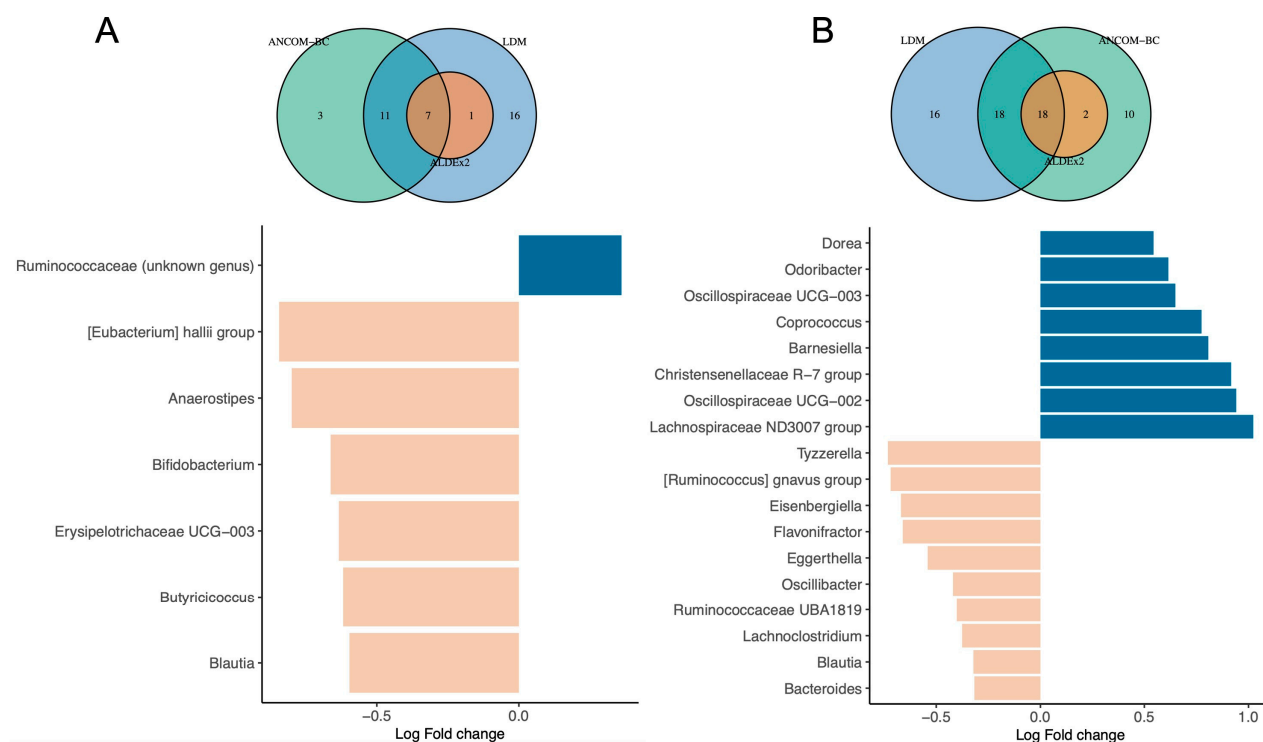 A
ANCOM−BC
LDM
3
11
7
1
16
ALDEx2
Ruminococcaceae (unknown genus)
[Eubacterium] hallii group
Anaerostipes
Bifidobacterium
Erysipelotrichaceae UCG−003
Butyricicoccus
Blautia
−0.5
0.0
Log Fold change
B
LDM
ANCOM−BC
16
18
18
2
10
ALDEx2
Dorea
Odoribacter
Oscillospiraceae UCG−003
Coprococcus
Barnesiella
Christensenellaceae R−7 group
Oscillospiraceae UCG−002
Lachnospiraceae ND3007 group
Tyzzerella
[Ruminococcus] gnavus group
Eisenbergiella
Flavonifractor
Eggerthella
Oscillibacter
Ruminococcaceae UBA1819
Lachnoclostridium
Blautia
Bacteroides
−0.5
0.0
0.5
1.0
Log Fold change